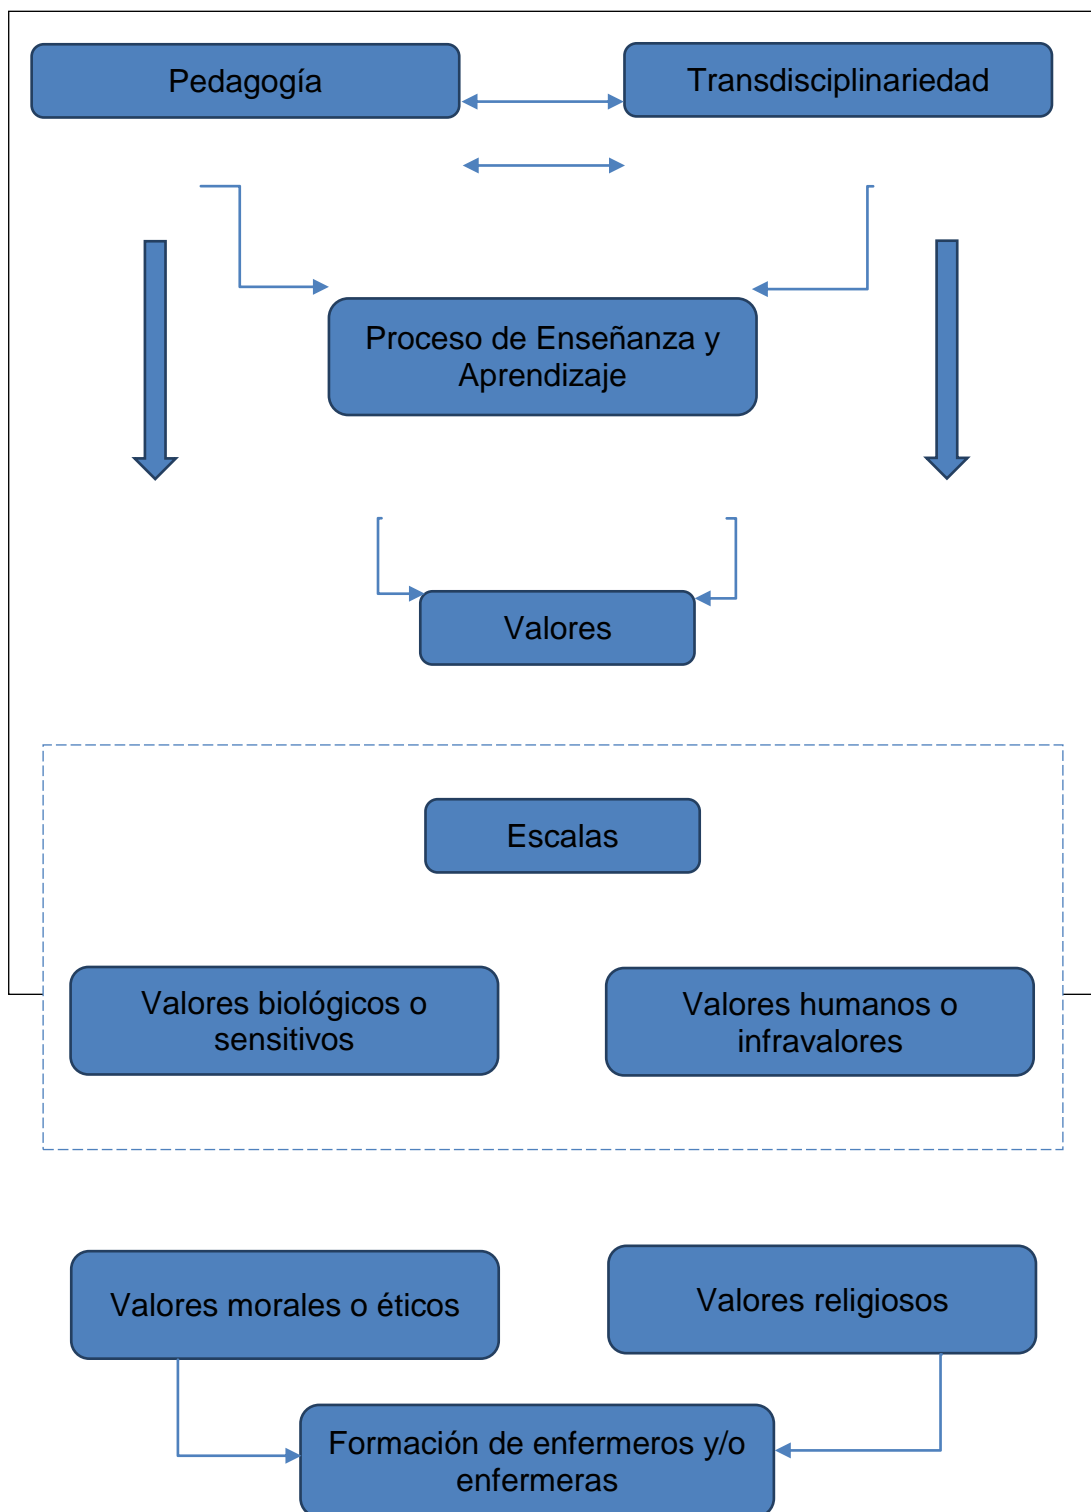 Pedagogía
Transdisciplinariedad
Proceso de Enseñanza y
Aprendizaje
Valores
Escalas
Valores biológicos o
sensitivos
Valores humanos o
infravalores
Valores morales o éticos
Valores religiosos
Formación de enfermeros y/o
enfermeras